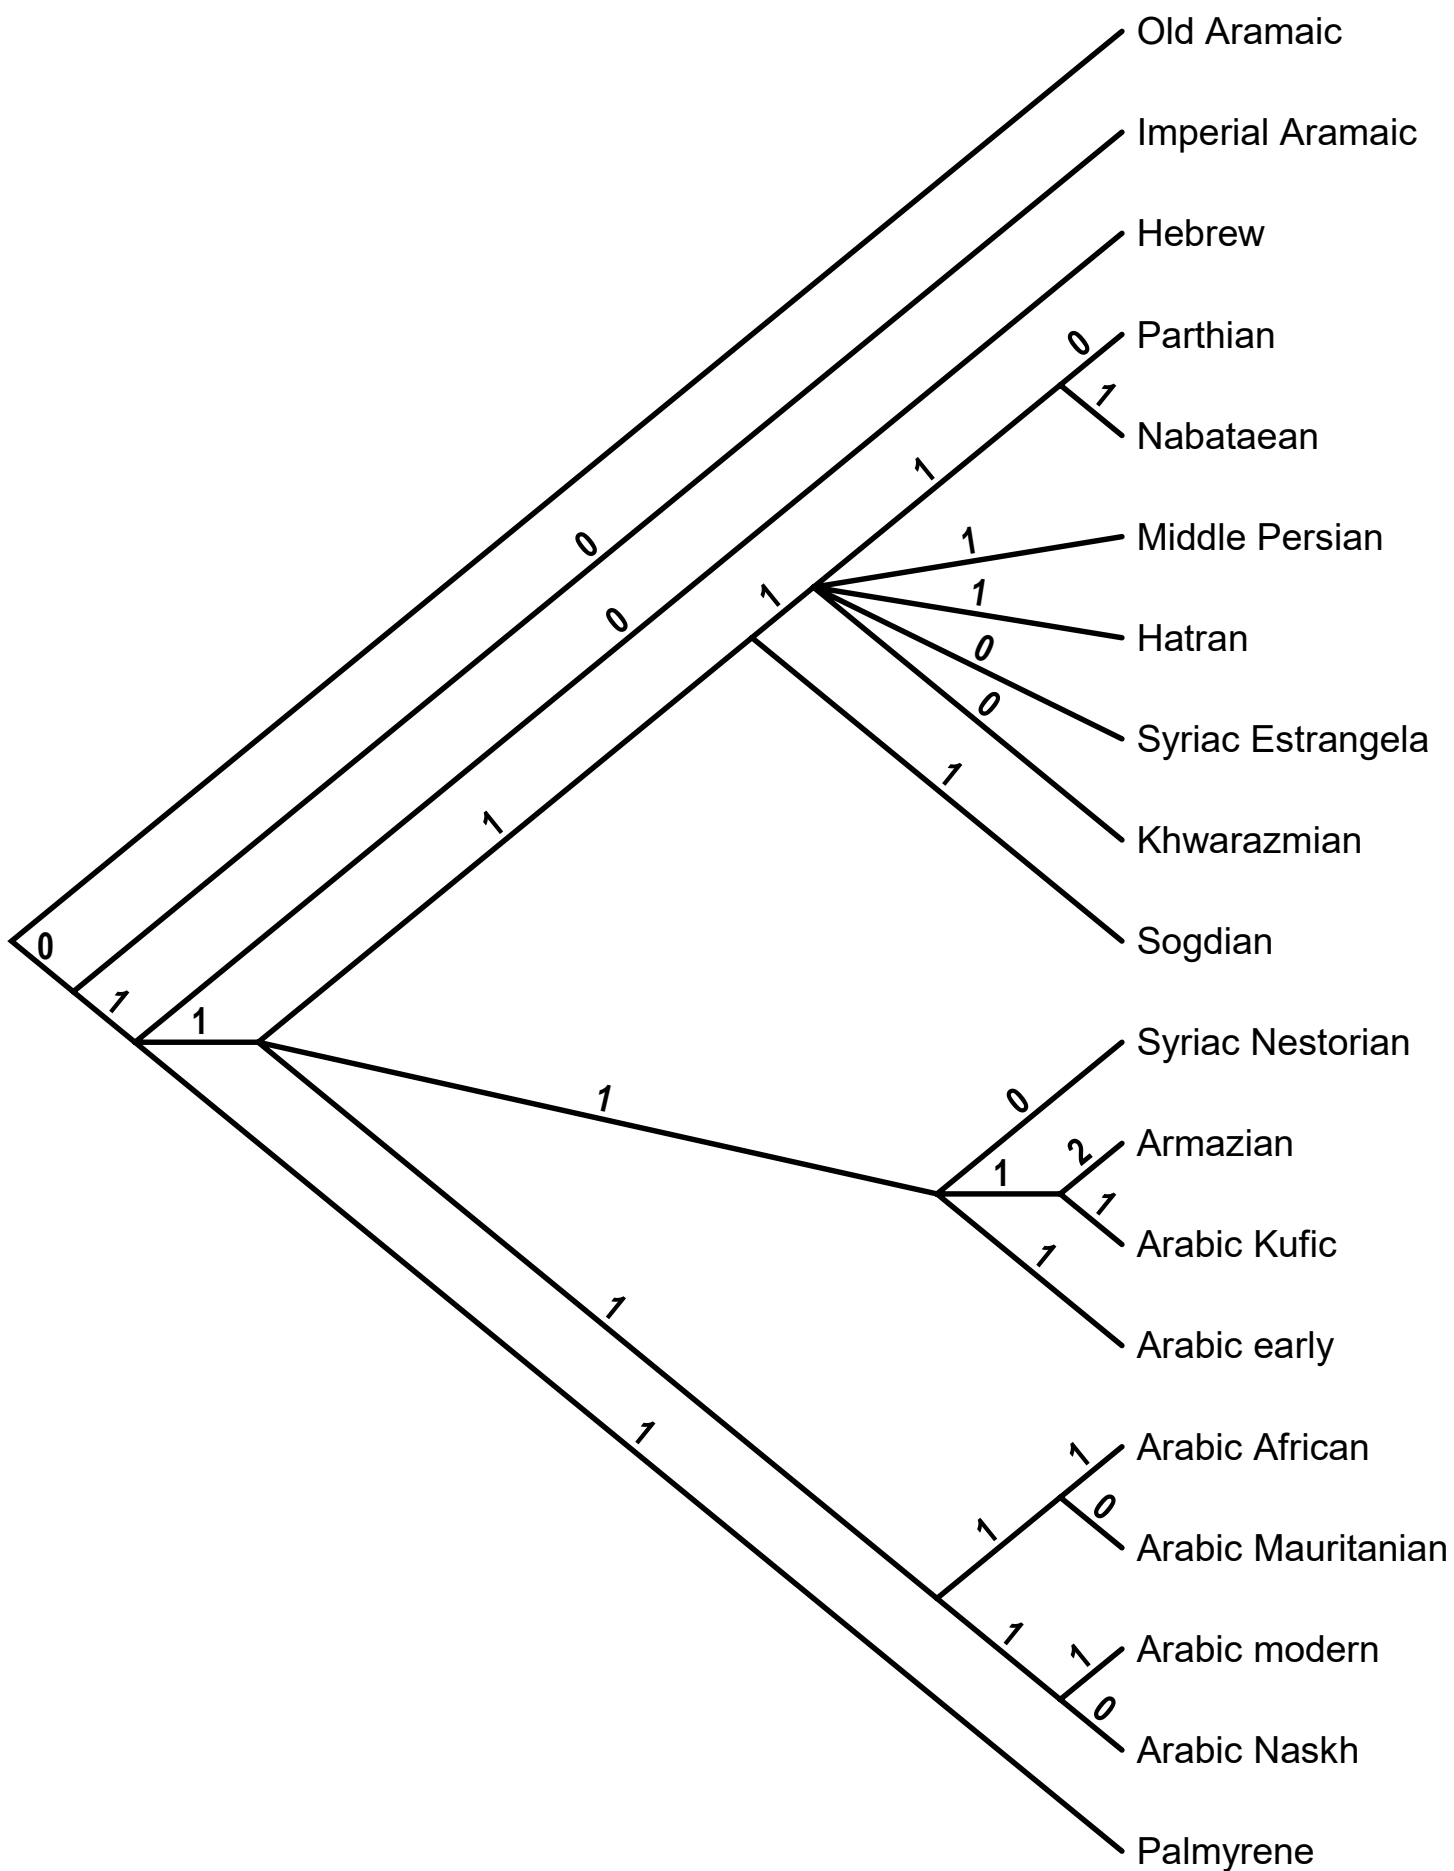 Old Aramaic
Imperial Aramaic
Hebrew
0
Parthian
1
Nabataean
1
1
Middle Persian
0
1
1
Hatran
0
0
Syriac Estrangela
0
1
1
Khwarazmian
0
Sogdian
1
1
Syriac Nestorian
1
0
2
Armazian
1
1
Arabic Kufic
1
Arabic early
1
1
1
Arabic African
0
1
Arabic Mauritanian
1
1
Arabic modern
0
Arabic Naskh
Palmyrene